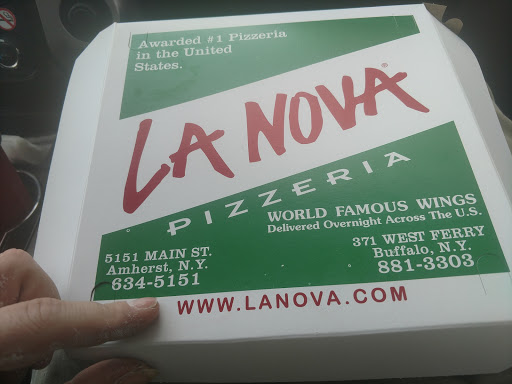 Awarded #1 Pizzeria
in the United
States.
LA NOVA®
PIZZERIA
WORLD FAMOUS WINGS
Delivered Overnight Across The U.S.
5151 MAIN ST.
Amherst, N.Y.
634-5151
371 WEST FERRY
Buffalo, N.Y.
881-3303
WWW.LANOVA.COM